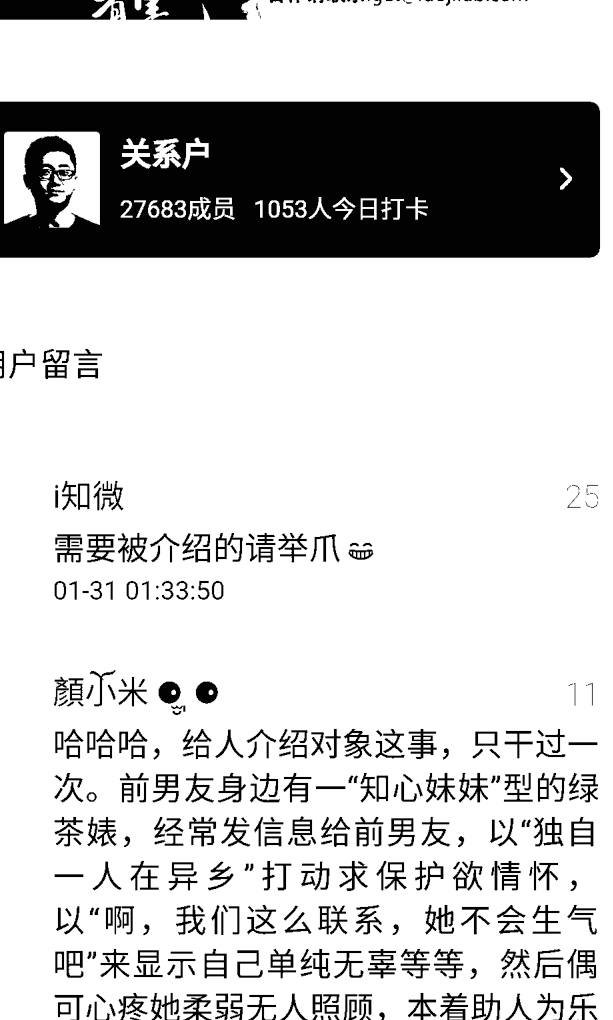 关系户
27683成员 1053人今日打卡
户留言
i知微 25
需要被介绍的请举爪
01-31 01:33:50
顏小米 11
哈哈哈，给人介绍对象这事，只干过一
次。前男友身边有一“知心妹妹”型的绿
茶婊，经常发信息给前男友，以“独自
一人在异乡”打动求保护欲情怀，
以“啊，我们这么联系，她不会生气
吧”来显示自己单纯无辜等等，然后偶
可心疼她柔弱无人照顾，本着助人为乐